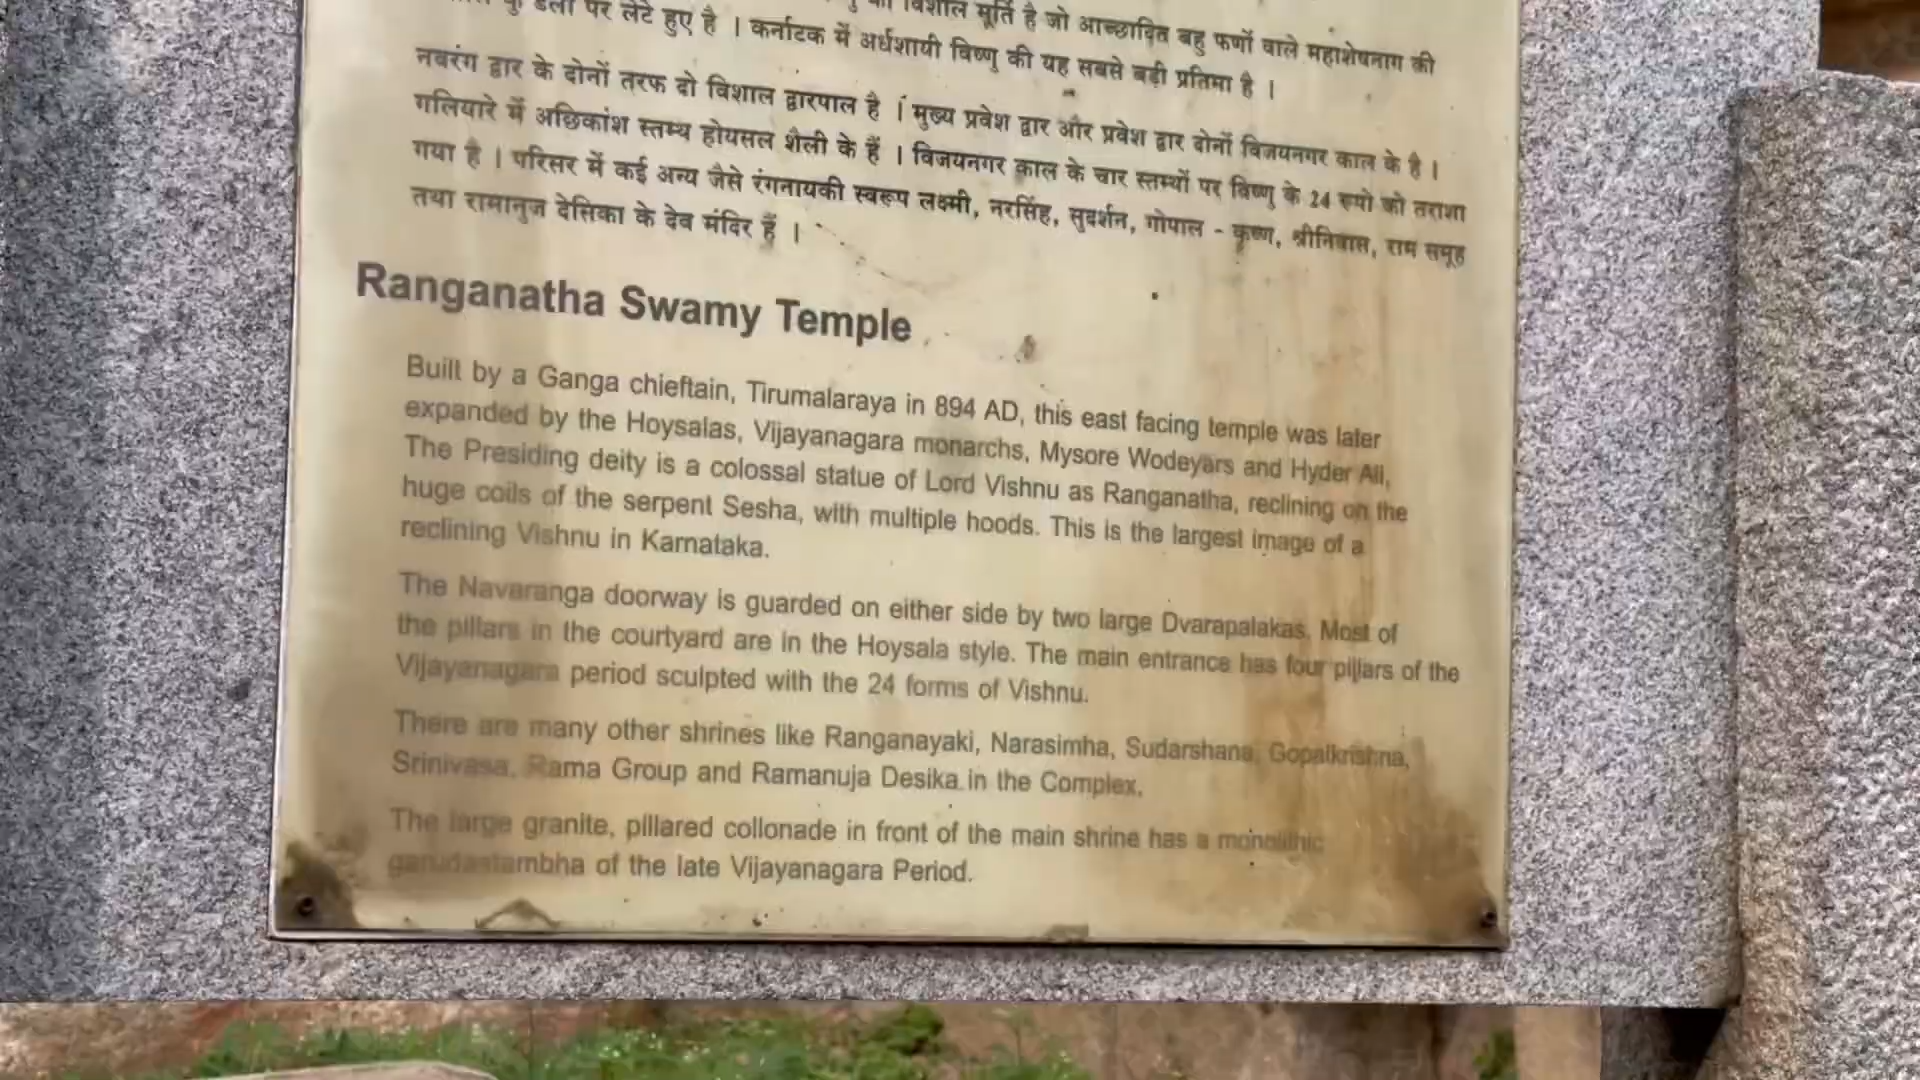 विशाल मूर्ति है जो आच्छादित बहु फणों वाले महाशेषनाग की
पर लेटे हुए है । कर्नाटक में अर्धशायी विष्णु की यह सबसे बड़ी प्रतिमा है ।
नवरंग द्वार के दोनों तरफ दो विशाल द्वारपाल है । मुख्य प्रवेश द्वार और प्रवेश द्वार दोनों विजयनगर काल के है ।
गलियारे में अछिकांश स्तम्य होयसल शैली के हैं । विजयनगर काल के चार स्तम्यों पर विष्णु के 24 रुपो को तराशा
गया है । परिसर में कई अन्य जैसे रंगनायकी स्वरूप लक्ष्मी, नरसिंह, सुदर्शन, गोपाल - कृष्ण, श्रीनिवास, राम समूह
तथा रामानुज देसिका के देव मंदिर हैं ।
Ranganatha Swamy Temple
Built by a Ganga chieftain, Tirumalaraya in 894 AD, this east facing temple was later
expanded by the Hoysalas, Vijayanagara monarchs, Mysore Wodeyars and Hyder Ali,
The Presiding deity is a colossal statue of Lord Vishnu as Ranganatha, reclining on the
huge coils of the serpent Sesha, with multiple hoods. This is the largest image of a
reclining Vishnu in Karnataka.
The Navaranga doorway is guarded on either side by two large Dvarapalakas. Most of
the pillars in the courtyard are in the Hoysala style. The main entrance has four pillars of the
Vijayanagara period sculpted with the 24 forms of Vishnu.
There are many other shrines like Ranganayaki, Narasimha, Sudarshana, Gopalkrishna,
Srinivasa, Rama Group and Ramanuja Desika in the Complex.
The large granite, pillared collonade in front of the main shrine has a monolithic
garudastambha of the late Vijayanagara Period.